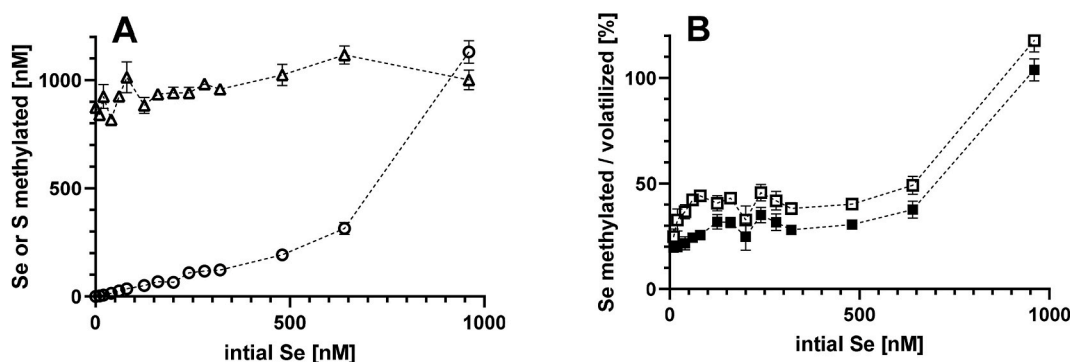 A
Se or S methylated [nM]
1000
500
0
0
500
1000
intial Se [nM]
B
Se methylated / volatilized [%]
100
50
0
0
500
1000
intial Se [nM]